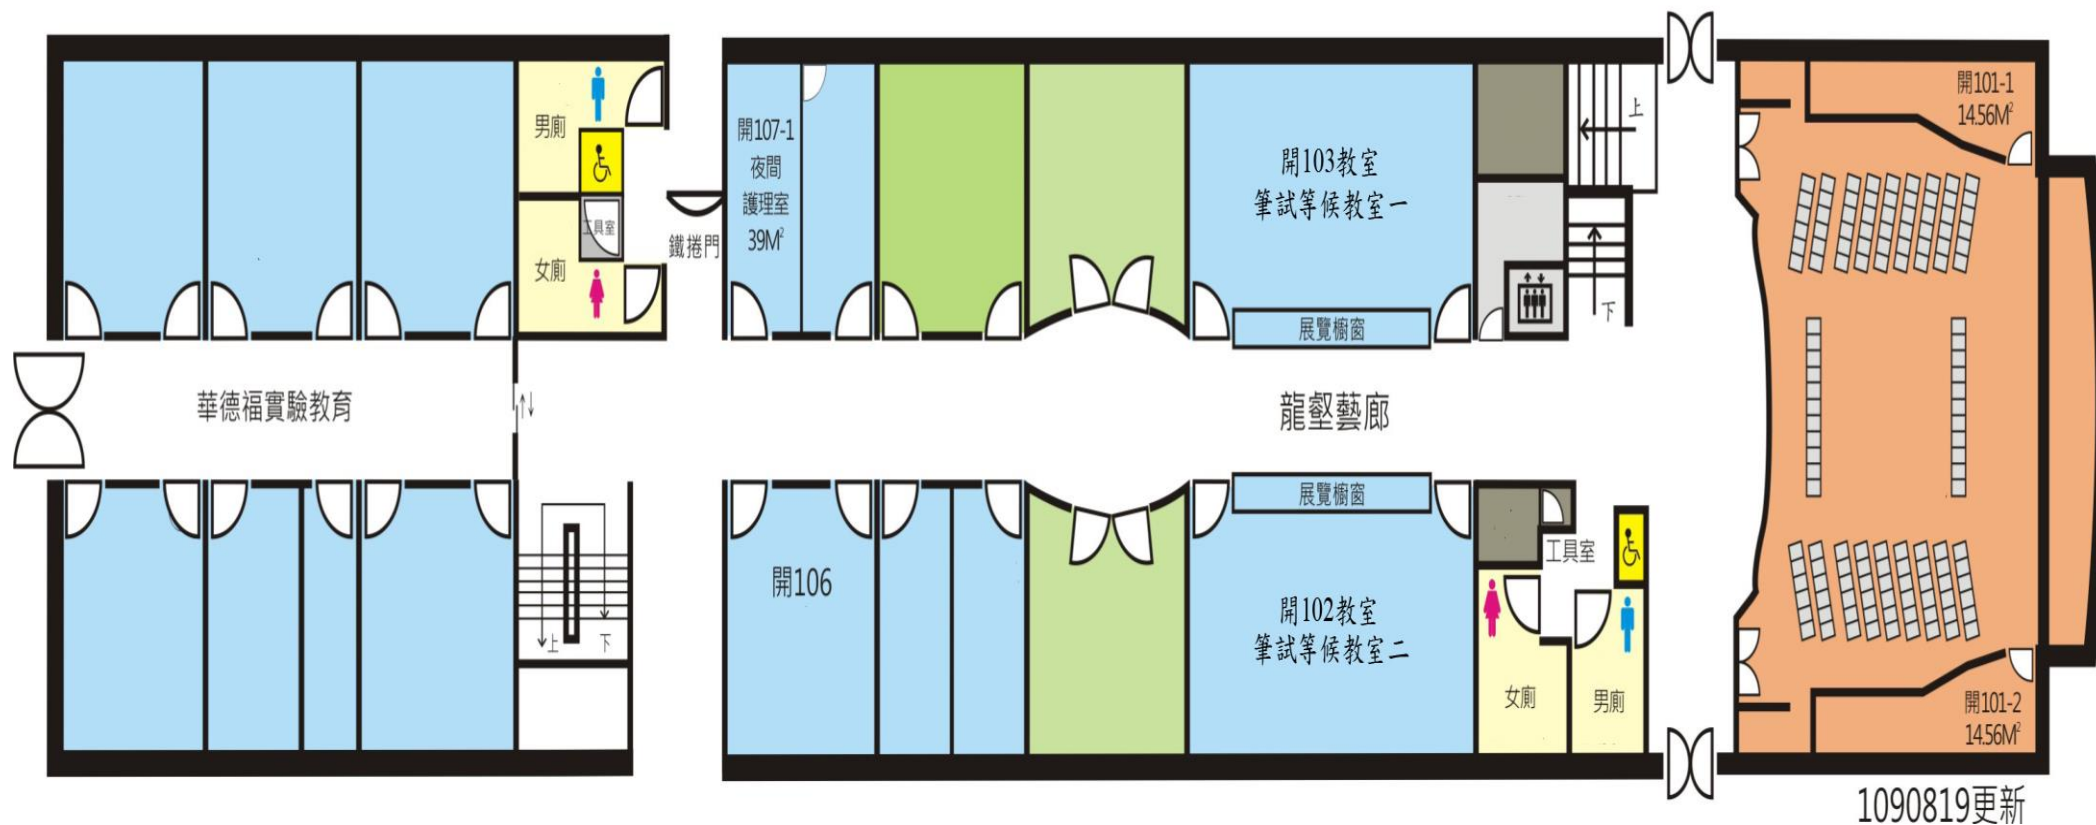 男廁
工具室
女廁
鐵捲門
開107-1
夜間
護理室
39M²
開103教室
筆試等候教室一
展覽櫥窗
上
下
開101-1
14.56M²
華德福實驗教育
龍壑藝廊
上
下
開106
展覽櫥窗
開102教室
筆試等候教室二
工具室
女廁
男廁
開101-2
14.56M²
1090819更新